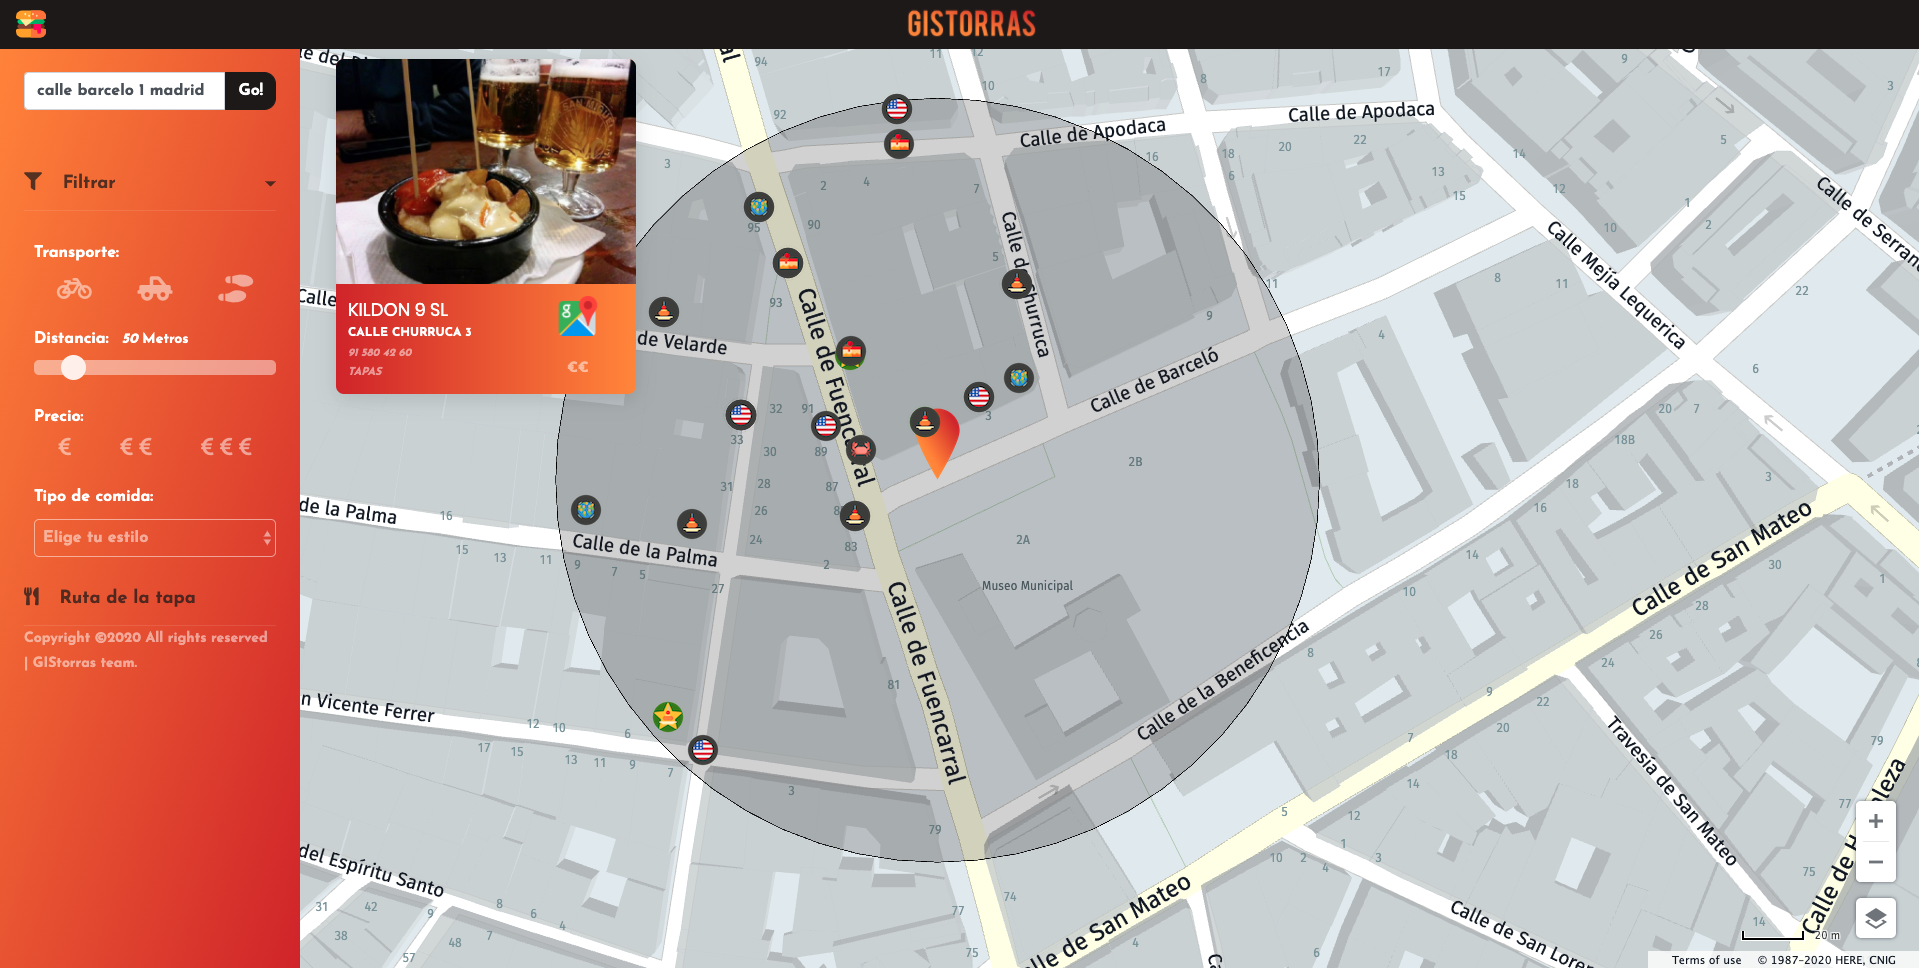 GISTORRAS
calle barcelo 1 madrid
Go!
Filtrar
Transporte:
Distancia: 50 Metros
Precio:
€ €€ €€€
Tipo de comida:
Elige tu estilo
Ruta de la tapa
Copyright ©2020 All rights reserved
| GIStorras team.
KILDON 9 SL
CALLE CHURRUCA 3
91 580 42 60
TAPAS
€€
Calle de Apodaca
Calle de Apodaca
Calle de Serrano
Calle Mejía Lequerica
Calle de Churruca
Calle de Barceló
Calle de Fuencarral
de Velarde
Calle
de la Palma
Calle de la Palma
Museo Municipal
2B
2A
Calle de Fuencarral
Calle de la Beneficencia
Calle de San Mateo
n Vicente Ferrer
del Espíritu Santo
Travesía de San Mateo
alle de San Mateo
Calle de San Loren
Calle de H
aleza
20 m
Terms of use © 1987-2020 HERE, CNIG